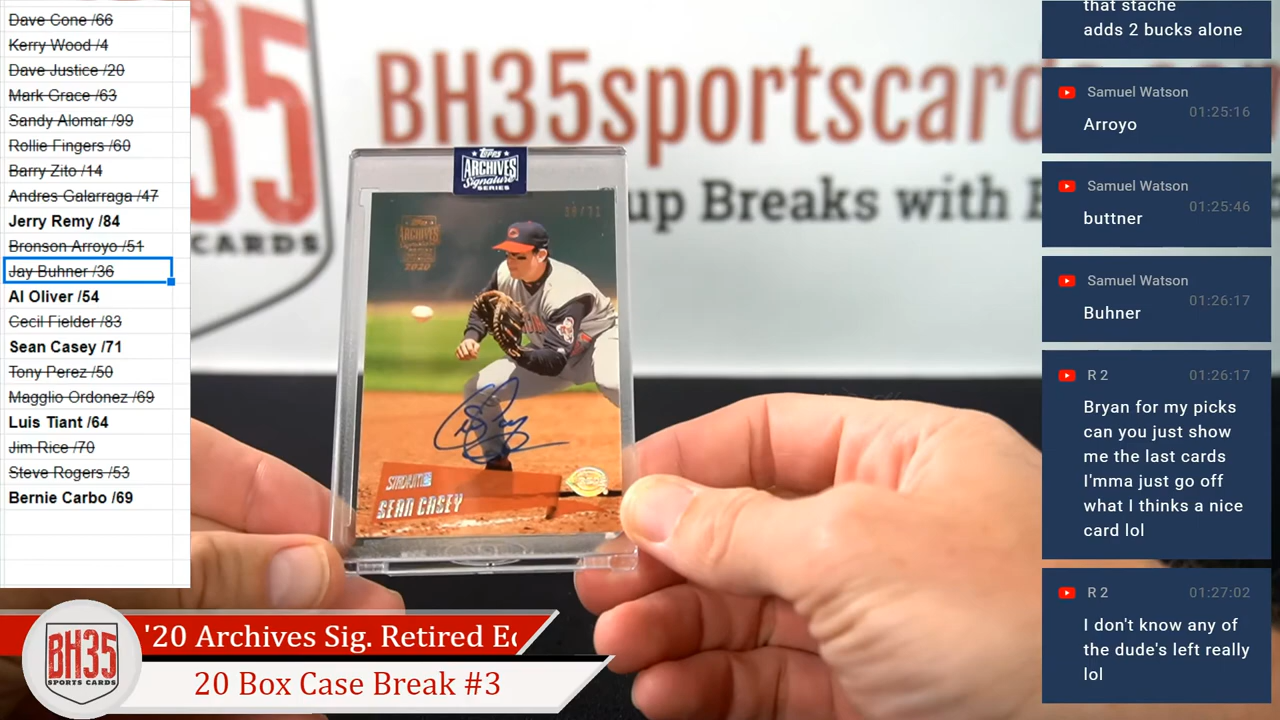 Dave Cone /66
Kerry Wood /4
Dave Justice /20
Mark Grace /63
Sandy Alomar /99
Rollie Fingers /60
Barry Zito /14
Andres Galarraga /47
Jerry Remy /84
Bronson Arroyo /51
Jay Buhner /36
Al Oliver /54
Cecil Fielder /83
Sean Casey /71
Tony Perez /50
Magglio Ordonez /69
Luis Tiant /64
Jim Rice /70
Steve Rogers /53
Bernie Carbo /69
35
CARDS
BH35sportscards.com
up Breaks with
TOPPS
ARCHIVES
Signature
SERIES
ARCHIVES
2020
STADIUM
SEAN CASEY
that stache
adds 2 bucks alone
Samuel Watson
01:25:16
Arroyo
Samuel Watson
01:25:46
buttner
Samuel Watson
01:26:17
Buhner
R 2
01:26:17
Bryan for my picks
can you just show
me the last cards
I'mma just go off
what I thinks a nice
card lol
R 2
01:27:02
I don't know any of
the dude's left really
lol
BH35
SPORTS CARDS
'20 Archives Sig. Retired Ed
20 Box Case Break #3